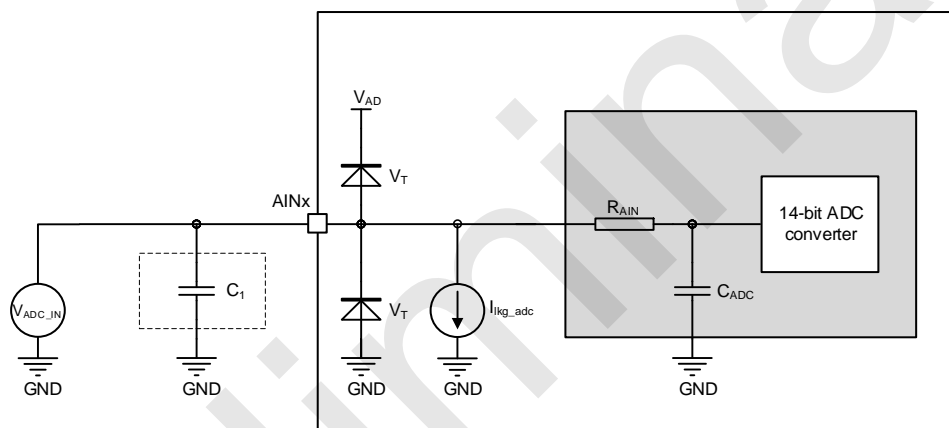 V_AD
V_T
AINx
R_AIN
14-bit ADC
converter
V_ADC_IN
C_1
V_T
I_lkg_adc
C_ADC
GND
GND
GND
GND
GND